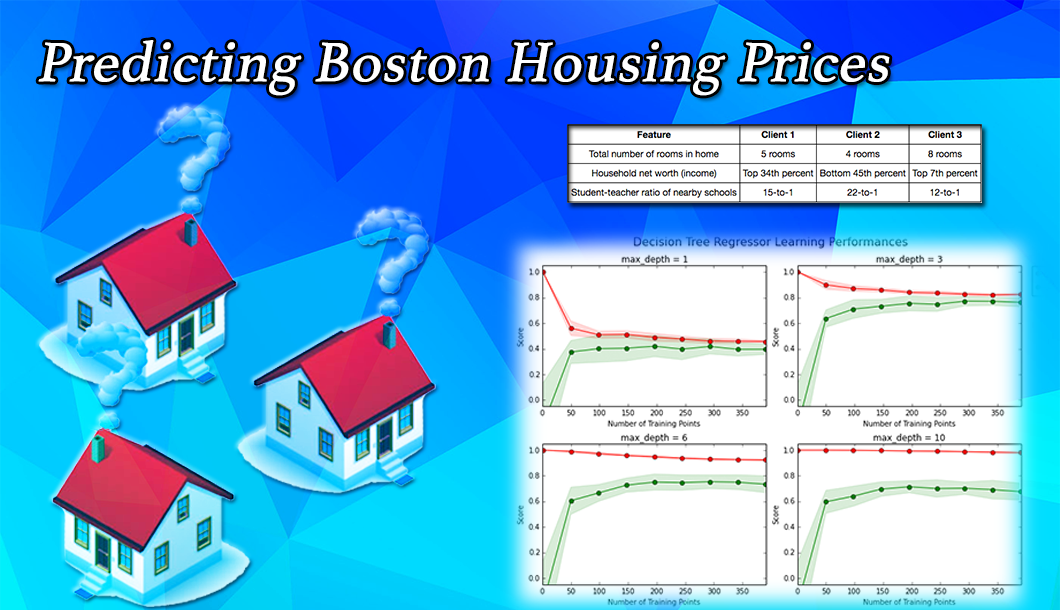 Predicting Boston Housing Prices
Feature Client 1 Client 2 Client 3
Total number of rooms in home 5 rooms 4 rooms 8 rooms
Household net worth (income) Top 34th percent Bottom 45th percent Top 7th percent
Student-teacher ratio of nearby schools 15-to-1 22-to-1 12-to-1
Decision Tree Regressor Learning Performances
max_depth = 1
1.0
0.8
0.6
0.4
0.2
0.0
Score
0 50 100 150 200 250 300 350
Number of Training Points
max_depth = 3
1.0
0.8
0.6
0.4
0.2
0.0
Score
0 50 100 150 200 250 300 350
Number of Training Points
max_depth = 6
1.0
0.8
0.6
0.4
0.2
0.0
Score
0 50 100 150 200 250 300 350
Number of Training Points
max_depth = 10
1.0
0.8
0.6
0.4
0.2
0.0
Score
0 50 100 150 200 250 300 350
Number of Training Points